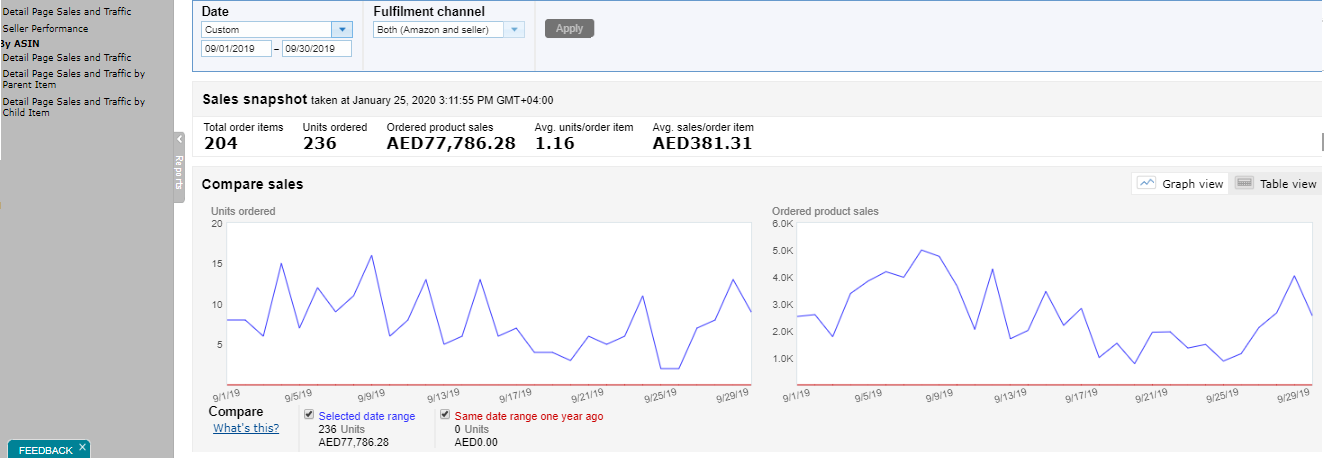 Detail Page Sales and Traffic
Seller Performance
By ASIN
Detail Page Sales and Traffic
Detail Page Sales and Traffic by
Parent Item
Detail Page Sales and Traffic by
Child Item
Reports
FEEDBACK ×
Date
Custom
09/01/2019 – 09/30/2019
Fulfilment channel
Both (Amazon and seller)
Apply
Sales snapshot taken at January 25, 2020 3:11:55 PM GMT+04:00
Total order items Units ordered Ordered product sales Avg. units/order item Avg. sales/order item
204 236 AED77,786.28 1.16 AED381.31
Compare sales
Graph view Table view
Units ordered
20
15
10
5
9/1/19 9/5/19 9/9/19 9/13/19 9/17/19 9/21/19 9/25/19 9/29/19
Ordered product sales
6.0K
5.0K
4.0K
3.0K
2.0K
1.0K
9/1/19 9/5/19 9/9/19 9/13/19 9/17/19 9/21/19 9/25/19 9/29/19
Compare
What's this?
Selected date range
236 Units
AED77,786.28
Same date range one year ago
0 Units
AED0.00